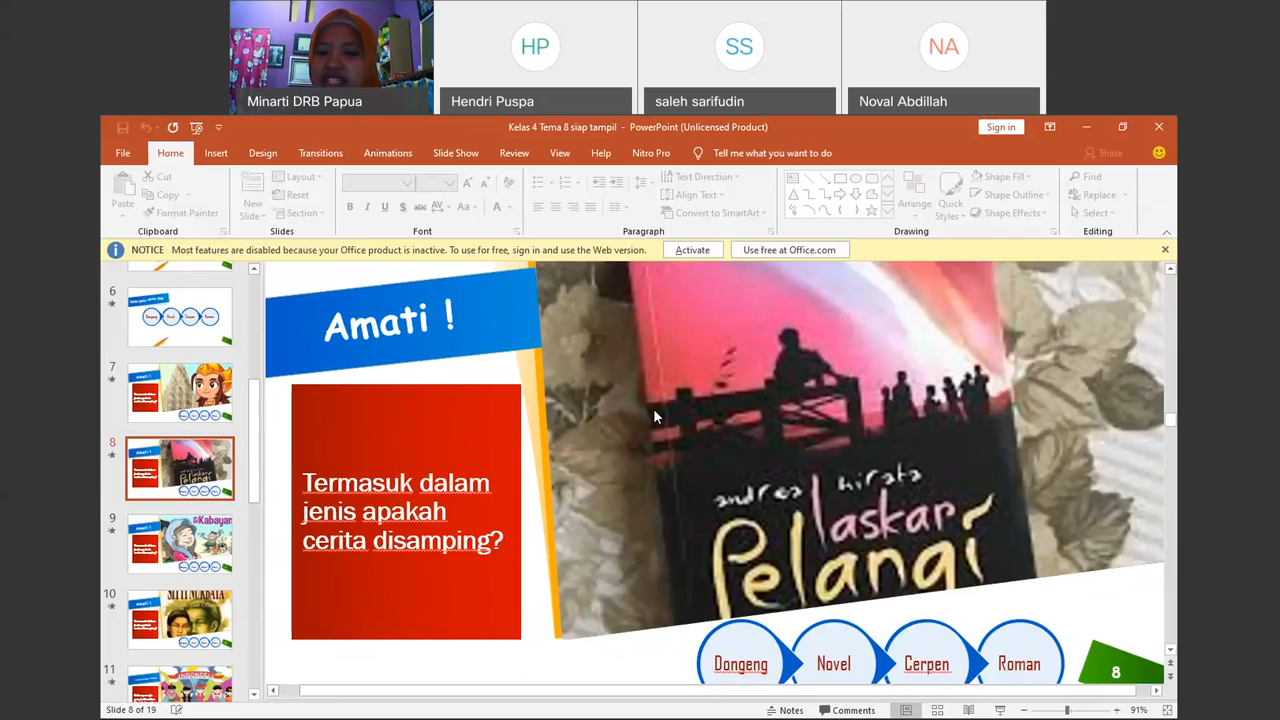 HP
SS
NA
Minarti DRB Papua
Hendri Puspa
saleh sarifudin
Noval Abdillah
Kelas 4 Tema 8 siap tampil - PowerPoint (Unlicensed Product)
Sign in
File
Home
Insert
Design
Transitions
Animations
Slide Show
Review
View
Help
Nitro Pro
Tell me what you want to do
Share
Paste
Cut
Copy
Format Painter
Clipboard
New
Slide
Layout
Reset
Section
Slides
B I U S abc AV Aa A
Font
Text Direction
Align Text
Convert to SmartArt
Paragraph
Arrange
Quick
Styles
Shape Fill
Shape Outline
Shape Effects
Drawing
Find
Replace
Select
Editing
NOTICE Most features are disabled because your Office product is inactive. To use for free, sign in and use the Web version.
Activate
Use free at Office.com
6
7
8
9
10
11
Kabayan
Amati !
Termasuk dalam
jenis apakah
cerita disamping?
andrea hirata
laskar
Pelangi
Dongeng
Novel
Cerpen
Roman
8
Slide 8 of 19
Notes
Comments
91%